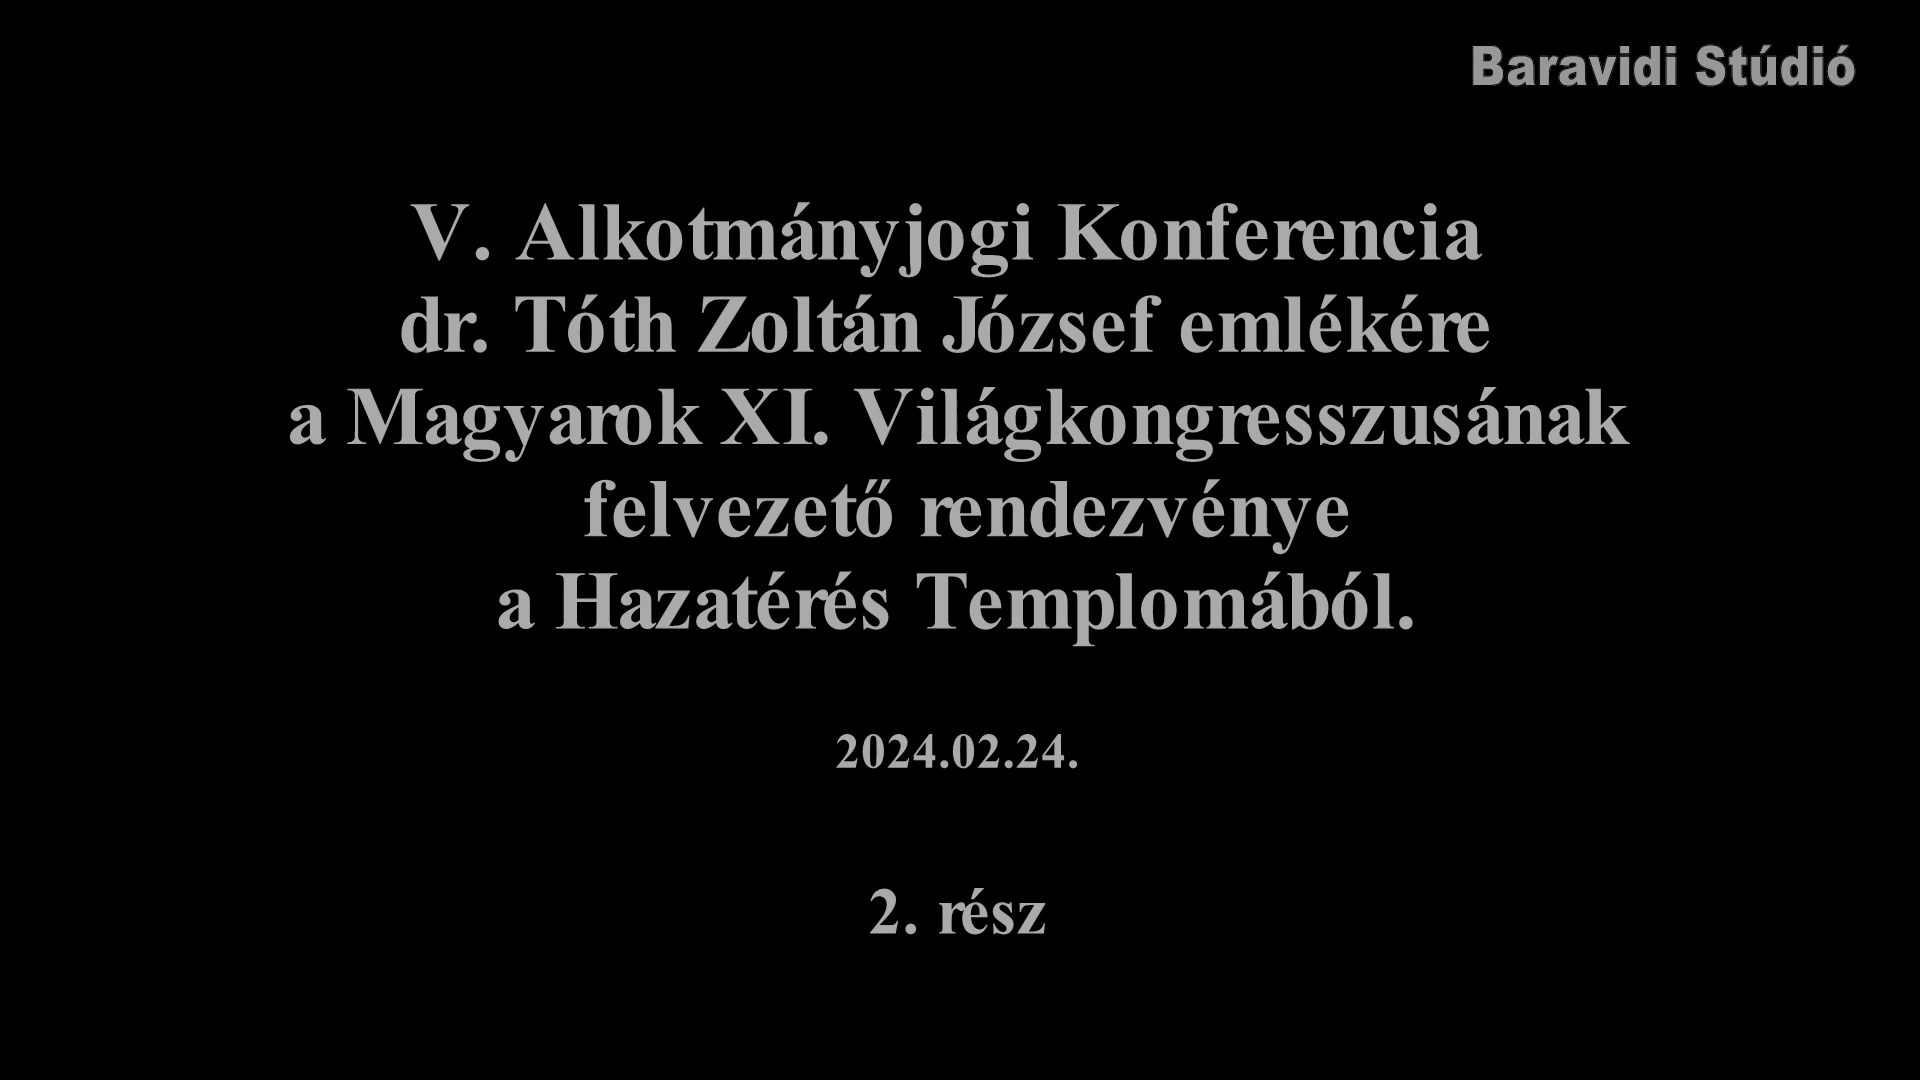 Baravidi Stúdió
V. Alkotmányjogi Konferencia
dr. Tóth Zoltán József emlékére
a Magyarok XI. Világkongresszusának
felvezető rendezvénye
a Hazatérés Templomából.
2024.02.24.
2. rész